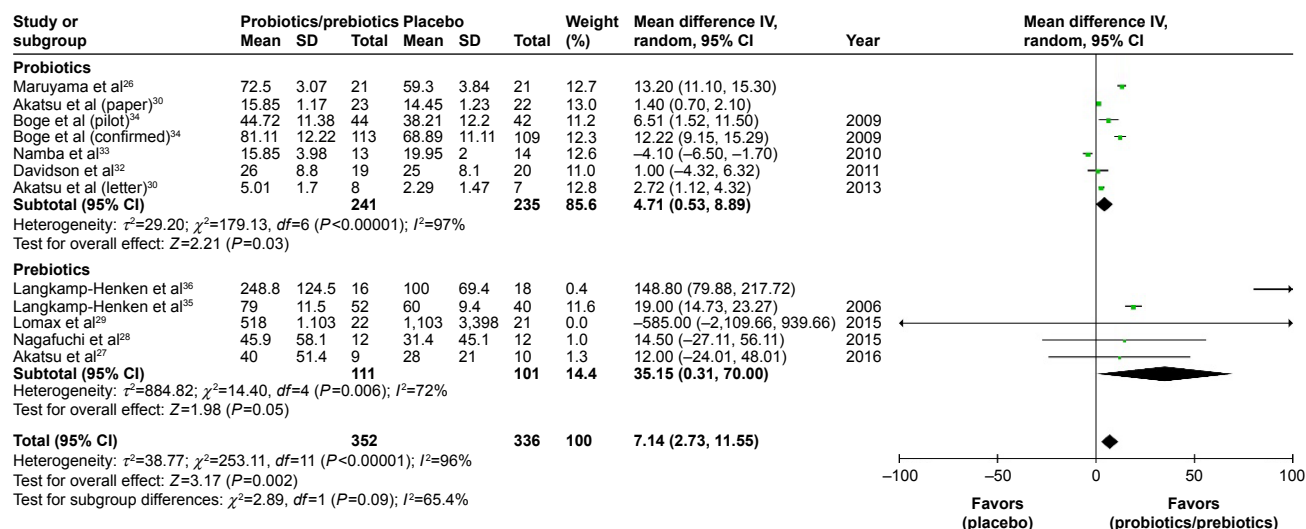 Study or Probiotics/prebiotics Placebo Weight Mean difference IV, Mean difference IV,
subgroup Mean SD Total Mean SD Total (%) random, 95% CI Year random, 95% CI
Probiotics
Maruyama et al²⁶ 72.5 3.07 21 59.3 3.84 21 12.7 13.20 (11.10, 15.30)
Akatsu et al (paper)³⁰ 15.85 1.17 23 14.45 1.23 22 13.0 1.40 (0.70, 2.10)
Boge et al (pilot)³⁴ 44.72 11.38 44 38.21 12.2 42 11.2 6.51 (1.52, 11.50) 2009
Boge et al (confirmed)³⁴ 81.11 12.22 113 68.89 11.11 109 12.3 12.22 (9.15, 15.29) 2009
Namba et al³³ 15.85 3.98 13 19.95 2 14 12.6 –4.10 (–6.50, –1.70) 2010
Davidson et al³² 26 8.8 19 25 8.1 20 11.0 1.00 (–4.32, 6.32) 2011
Akatsu et al (letter)³⁰ 5.01 1.7 8 2.29 1.47 7 12.8 2.72 (1.12, 4.32) 2013
Subtotal (95% CI) 241 235 85.6 4.71 (0.53, 8.89)
Heterogeneity: τ²=29.20; χ²=179.13, df=6 (P<0.00001); I²=97%
Test for overall effect: Z=2.21 (P=0.03)
Prebiotics
Langkamp-Henken et al³⁶ 248.8 124.5 16 100 69.4 18 0.4 148.80 (79.88, 217.72)
Langkamp-Henken et al³⁵ 79 11.5 52 60 9.4 40 11.6 19.00 (14.73, 23.27) 2006
Lomax et al²⁹ 518 1.103 22 1,103 3,398 21 0.0 –585.00 (–2,109.66, 939.66) 2015
Nagafuchi et al²⁸ 45.9 58.1 12 31.4 45.1 12 1.0 14.50 (–27.11, 56.11) 2015
Akatsu et al²⁷ 40 51.4 9 28 21 10 1.3 12.00 (–24.01, 48.01) 2016
Subtotal (95% CI) 111 101 14.4 35.15 (0.31, 70.00)
Heterogeneity: τ²=884.82; χ²=14.40, df=4 (P=0.006); I²=72%
Test for overall effect: Z=1.98 (P=0.05)
Total (95% CI) 352 336 100 7.14 (2.73, 11.55)
Heterogeneity: τ²=38.77; χ²=253.11, df=11 (P<0.00001); I²=96%
Test for overall effect: Z=3.17 (P=0.002)
Test for subgroup differences: χ²=2.89, df=1 (P=0.09); I²=65.4%
–100 –50 0 50 100
Favors Favors
(placebo) (probiotics/prebiotics)